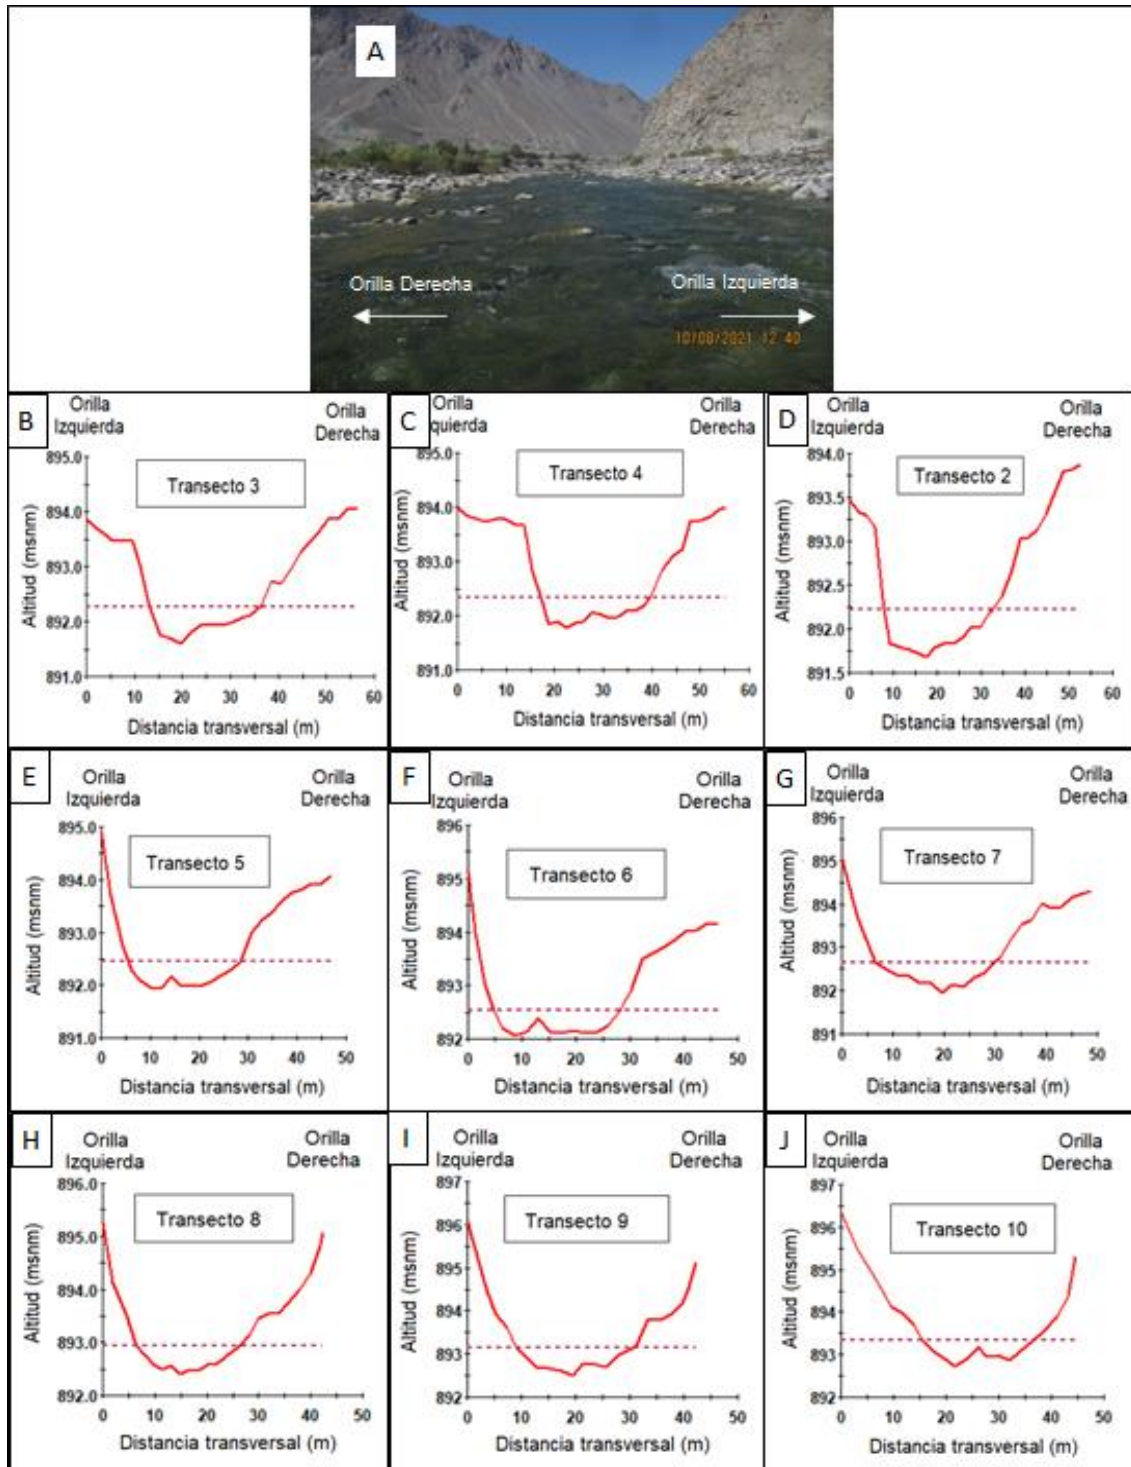 A
Orilla Derecha
Orilla Izquierda
10/08/2021 12:40
B
Orilla
Izquierda
Orilla
Derecha
895.0
894.0
893.0
892.0
891.0
Altitud (msnm)
Transecto 3
0 10 20 30 40 50 60
Distancia transversal (m)
C
Orilla
quierda
Orilla
Derecha
895.0
894.0
893.0
892.0
891.0
Altitud (msnm)
Transecto 4
0 10 20 30 40 50 60
Distancia transversal (m)
D
Orilla
Izquierda
Orilla
Derecha
894.0
893.5
893.0
892.5
892.0
891.5
Altitud (msnm)
Transecto 2
0 10 20 30 40 50 60
Distancia transversal (m)
E
Orilla
Izquierda
Orilla
Derecha
895.0
894.0
893.0
892.0
891.0
Altitud (msnm)
Transecto 5
0 10 20 30 40 50
Distancia transversal (m)
F
Orilla
Izquierda
Orilla
Derecha
896
895
894
893
892
Altitud (msnm)
Transecto 6
0 10 20 30 40 50
Distancia transversal (m)
G
Orilla
Izquierda
Orilla
Derecha
896
895
894
893
892
891
Altitud (msnm)
Transecto 7
0 10 20 30 40 50
Distancia transversal (m)
H
Orilla
Izquierda
Orilla
Derecha
896.0
895.0
894.0
893.0
892.0
Altitud (msnm)
Transecto 8
0 10 20 30 40 50
Distancia transversal (m)
I
Orilla
Izquierda
Orilla
Derecha
897
896
895
894
893
892
Altitud (msnm)
Transecto 9
0 10 20 30 40 50
Distancia transversal (m)
J
Orilla
Izquierda
Orilla
Derecha
897
896
895
894
893
892
Altitud (msnm)
Transecto 10
0 10 20 30 40 50
Distancia transversal (m)